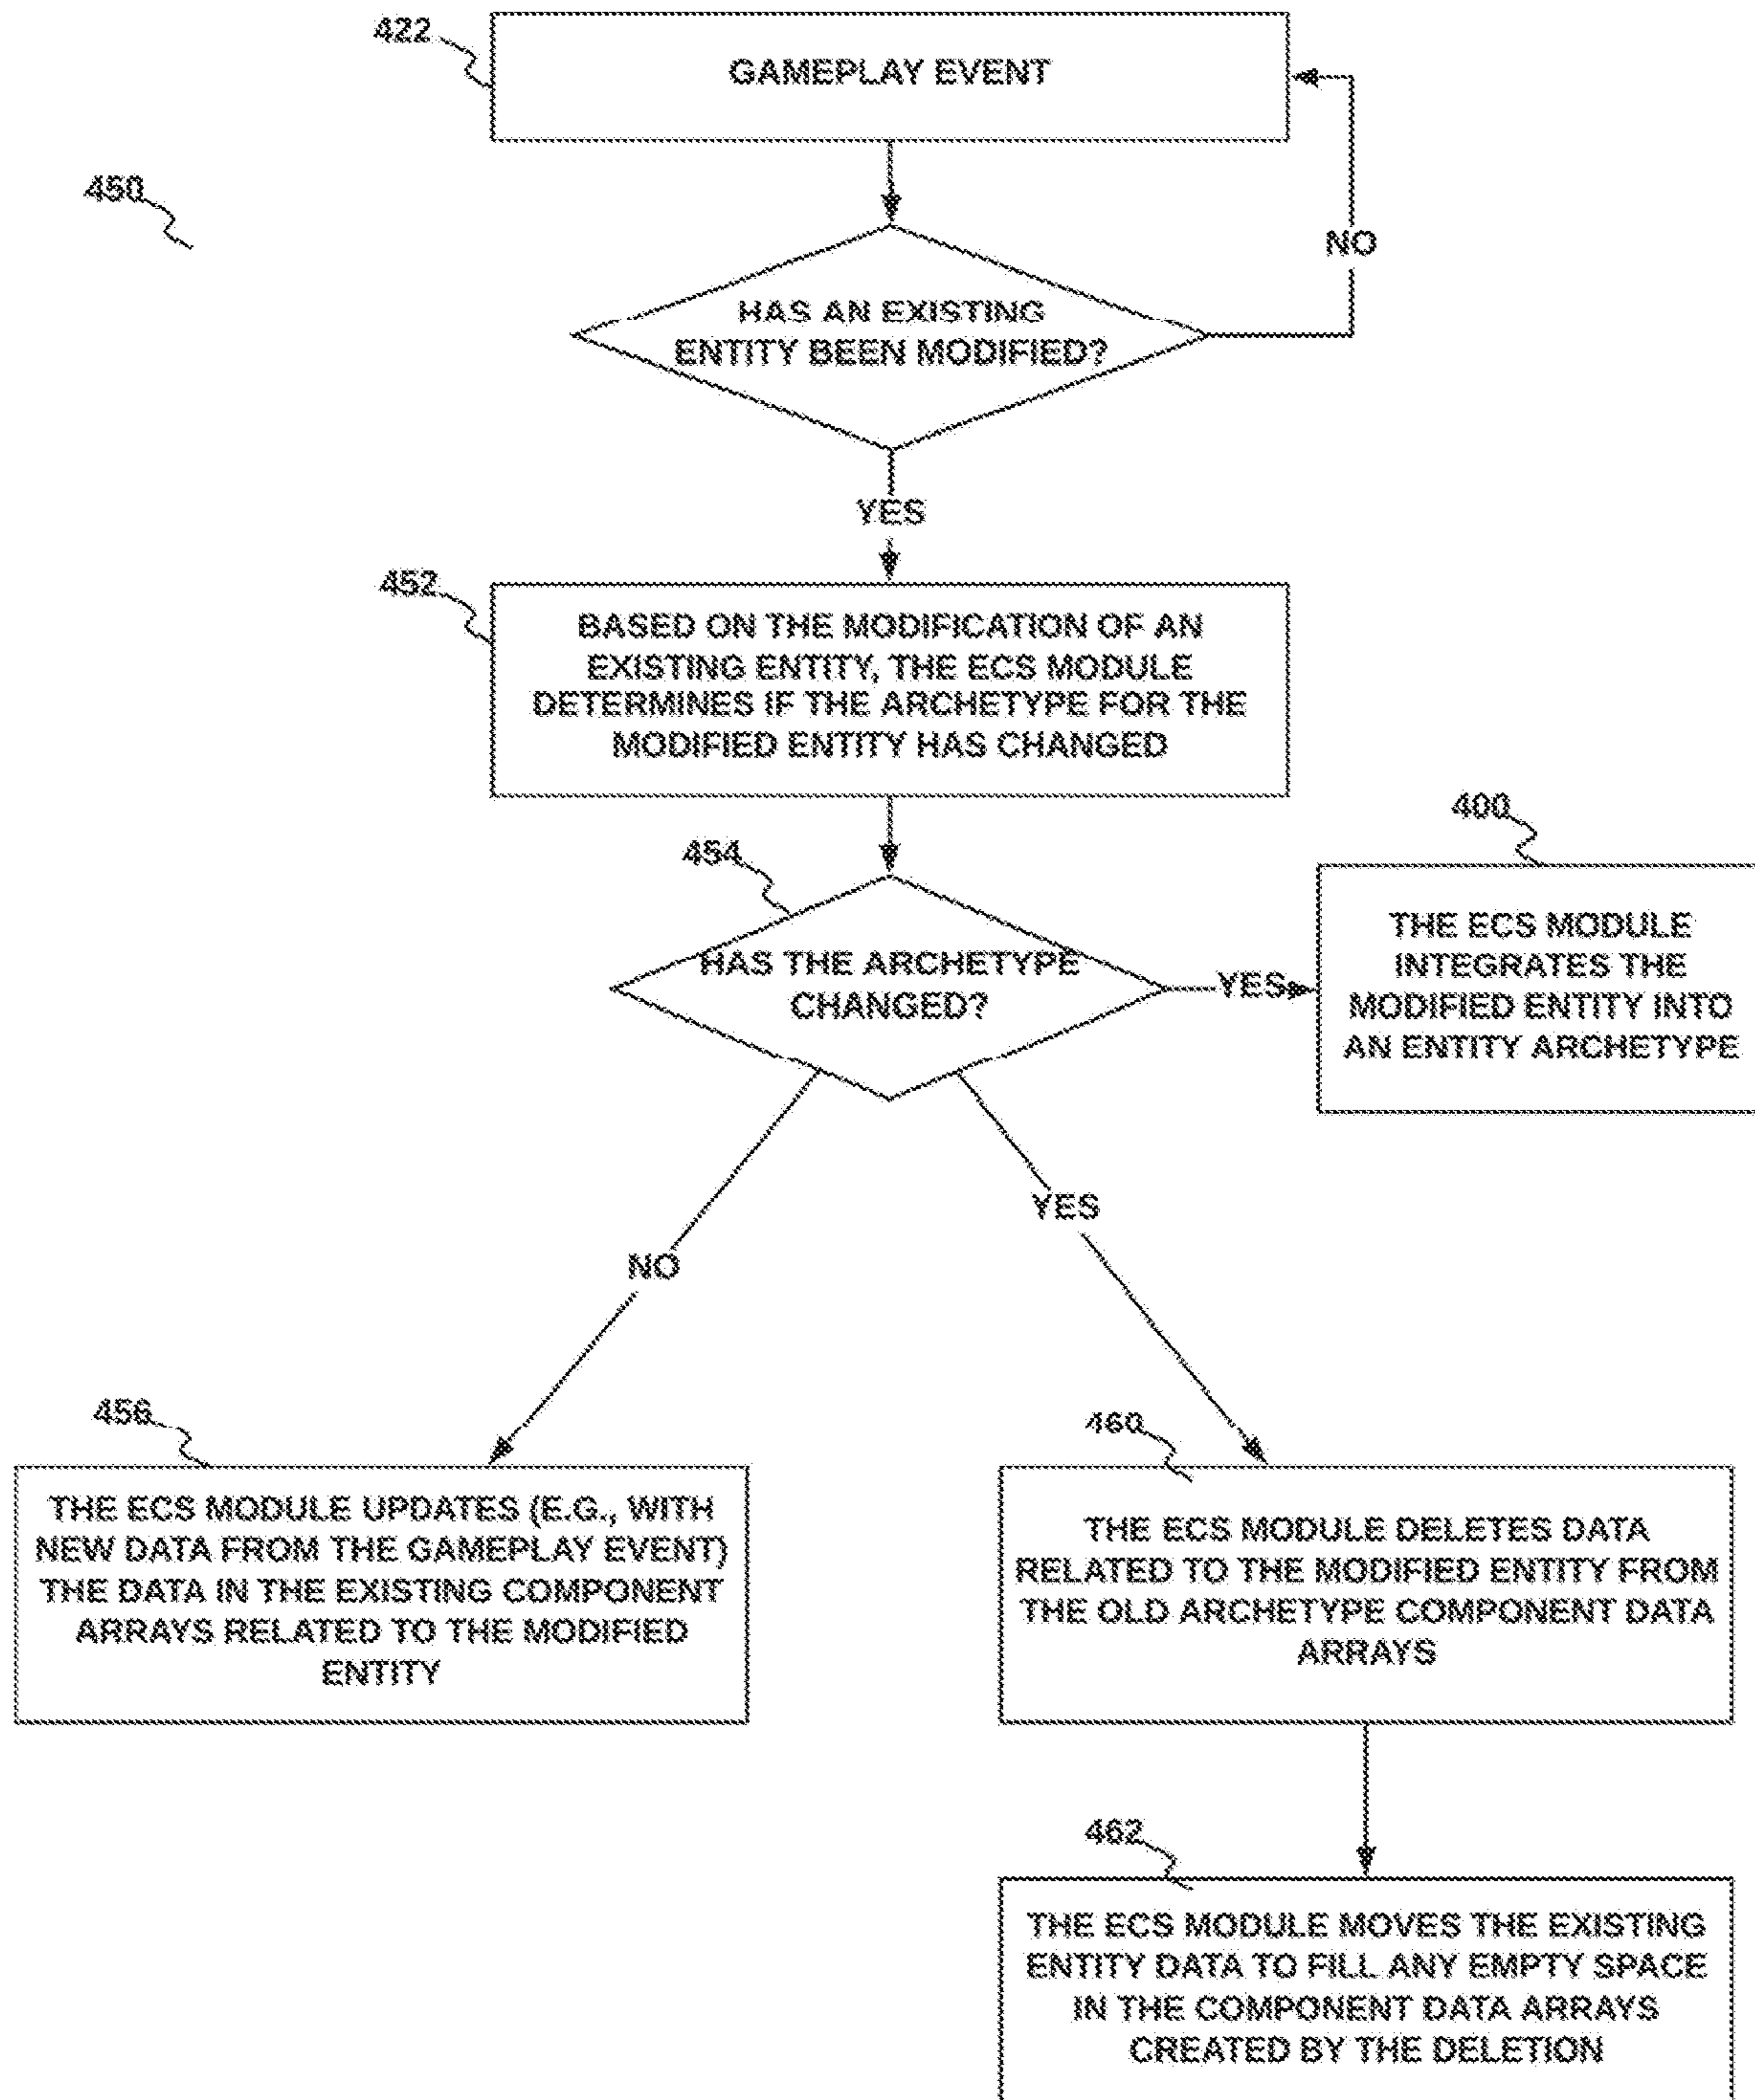 422
GAMEPLAY EVENT
450
NO
HAS AN EXISTING
ENTITY BEEN MODIFIED?
YES
452
BASED ON THE MODIFICATION OF AN
EXISTING ENTITY, THE ECS MODULE
DETERMINES IF THE ARCHETYPE FOR THE
MODIFIED ENTITY HAS CHANGED
454
HAS THE ARCHETYPE
CHANGED?
YES
400
THE ECS MODULE
INTEGRATES THE
MODIFIED ENTITY INTO
AN ENTITY ARCHETYPE
NO
YES
456
THE ECS MODULE UPDATES (E.G., WITH
NEW DATA FROM THE GAMEPLAY EVENT)
THE DATA IN THE EXISTING COMPONENT
ARRAYS RELATED TO THE MODIFIED
ENTITY
460
THE ECS MODULE DELETES DATA
RELATED TO THE MODIFIED ENTITY FROM
THE OLD ARCHETYPE COMPONENT DATA
ARRAYS
462
THE ECS MODULE MOVES THE EXISTING
ENTITY DATA TO FILL ANY EMPTY SPACE
IN THE COMPONENT DATA ARRAYS
CREATED BY THE DELETION